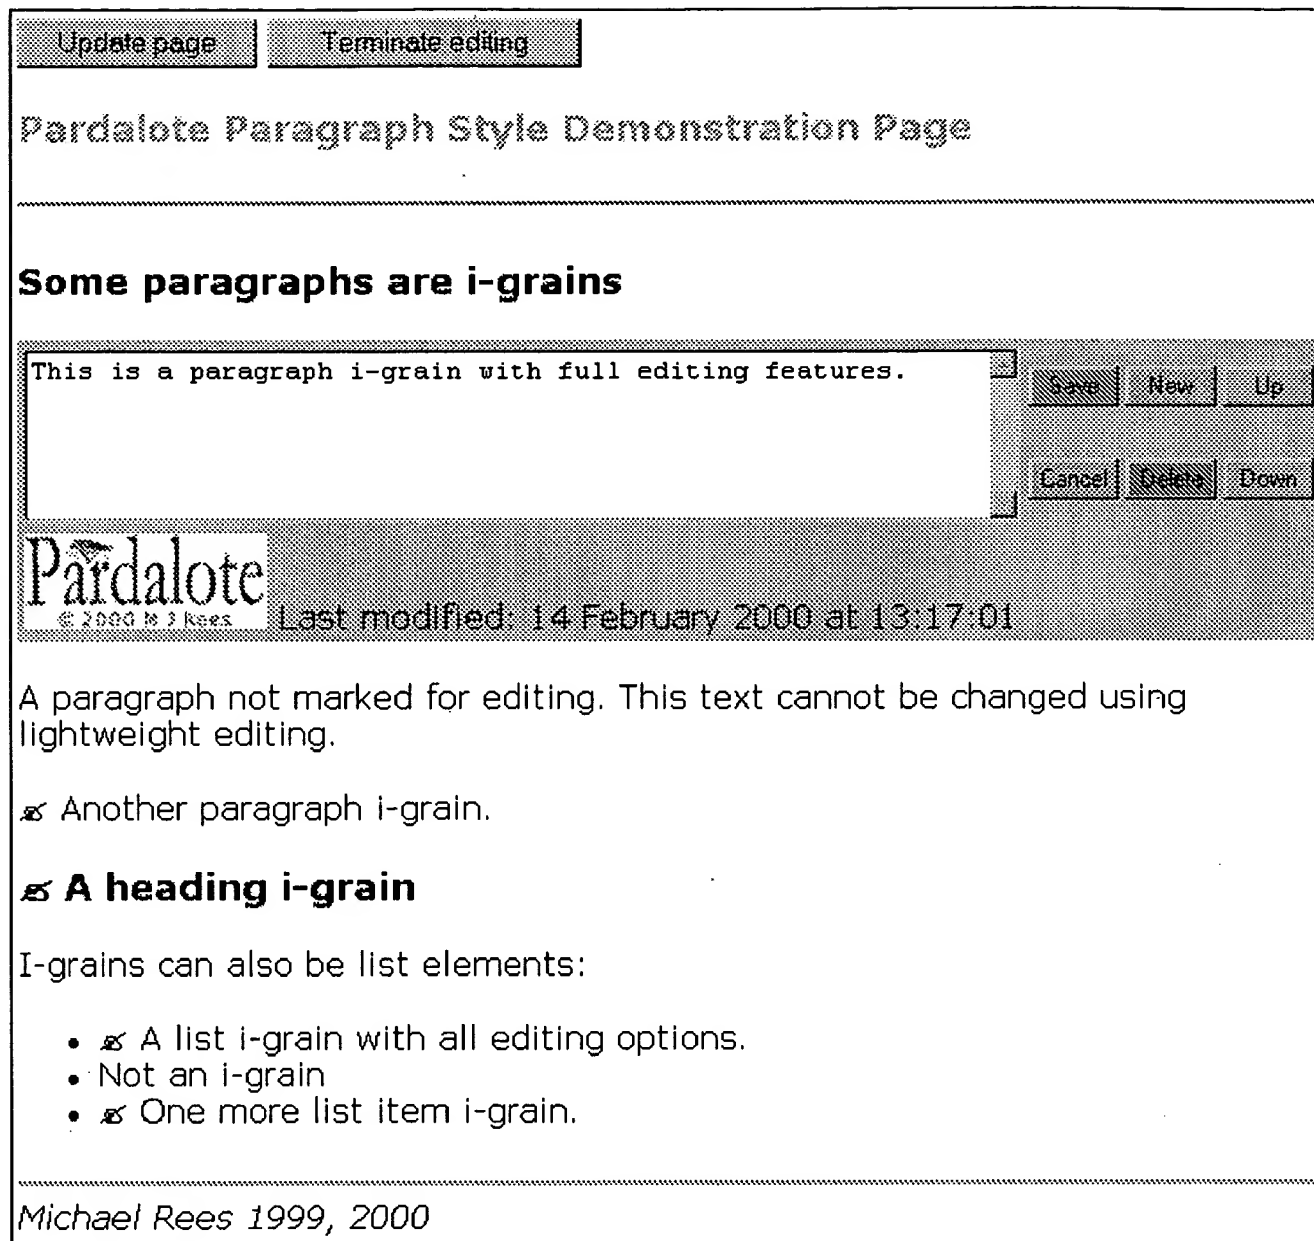 Update page Terminate editing
Pardalote Paragraph Style Demonstration Page
Some paragraphs are i-grains
This is a paragraph i-grain with full editing features.
Save New Up
Cancel Delete Down
Pardalote
© 2000 M J Rees
Last modified: 14 February 2000 at 13:17:01
A paragraph not marked for editing. This text cannot be changed using
lightweight editing.
Another paragraph i-grain.
A heading i-grain
I-grains can also be list elements:
• A list i-grain with all editing options.
• Not an i-grain
• One more list item i-grain.
Michael Rees 1999, 2000